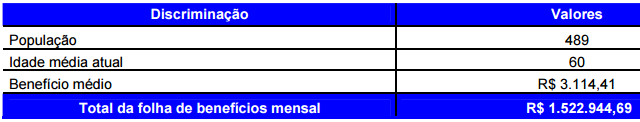 Discriminação Valores
População 489
Idade média atual 60
Benefício médio R$ 3.114,41
Total da folha de benefícios mensal R$ 1.522.944,69